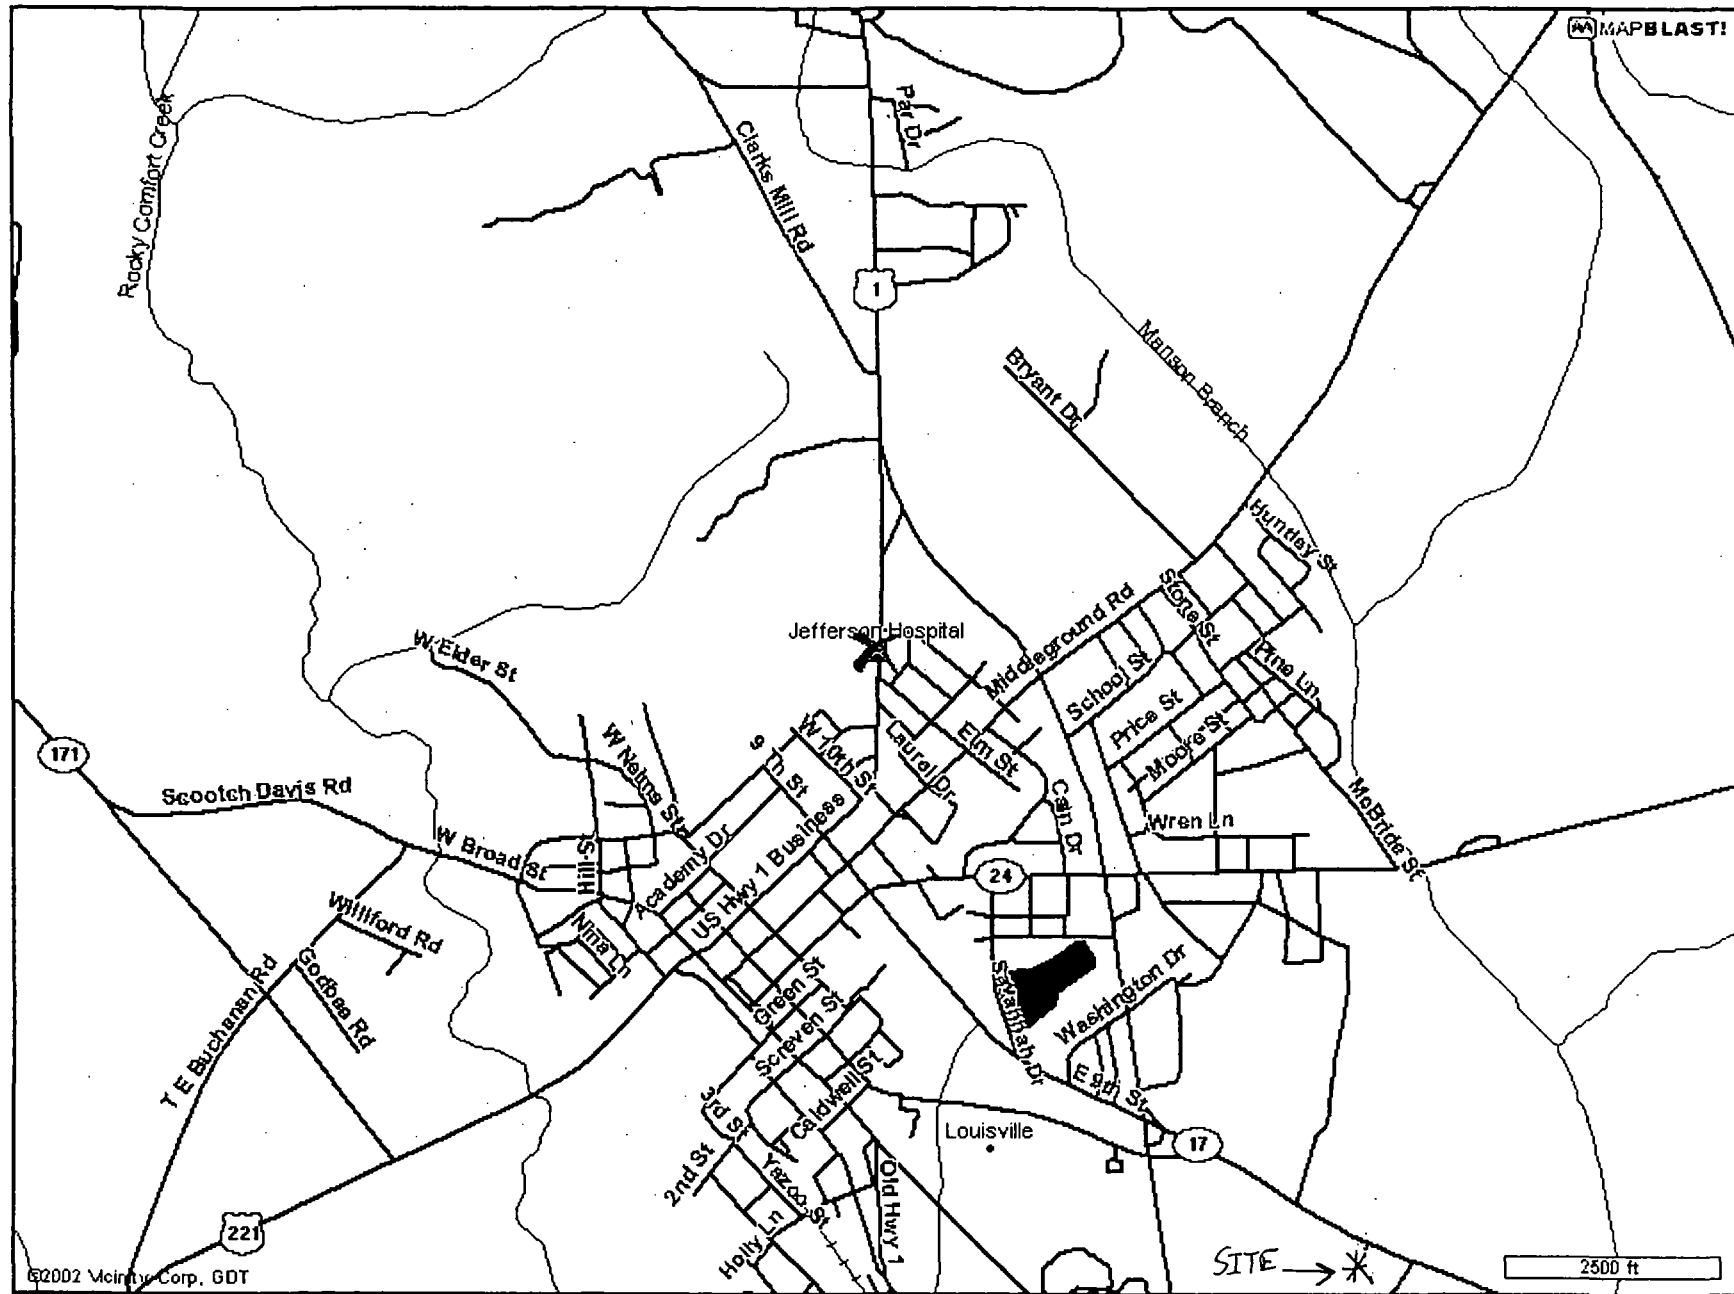 MAPBLAST!
Rocky Comfort Creek
Par Dr
Clarks Mill Rd
1
Manson Branch
Bryant Dr
Huntley St
Stone St
Middleground Rd
Jefferson Hospital
W Elder St
Pine Ln
School St
Price St
Moore St
Elm St
Laurel Dr
W 10th St
9 Th St
W Nelms Str
171
Scootch Davis Rd
Cain Dr
McBride St
Wren Ln
W Broad St
S Hill St
Academy Dr
US Hwy 1 Business
24
Williford Rd
Nina Ln
Godbee Rd
T E Buchanan Rd
Green St
Screven St
Savannah Dr
Washington Dr
E 9th St
Caldwell St
3rd St
2nd St
Yazoo St
Louisville
17
Old Hwy 1
Holly Ln
221
SITE
2500 ft
©2002 Vicinity Corp, GDT